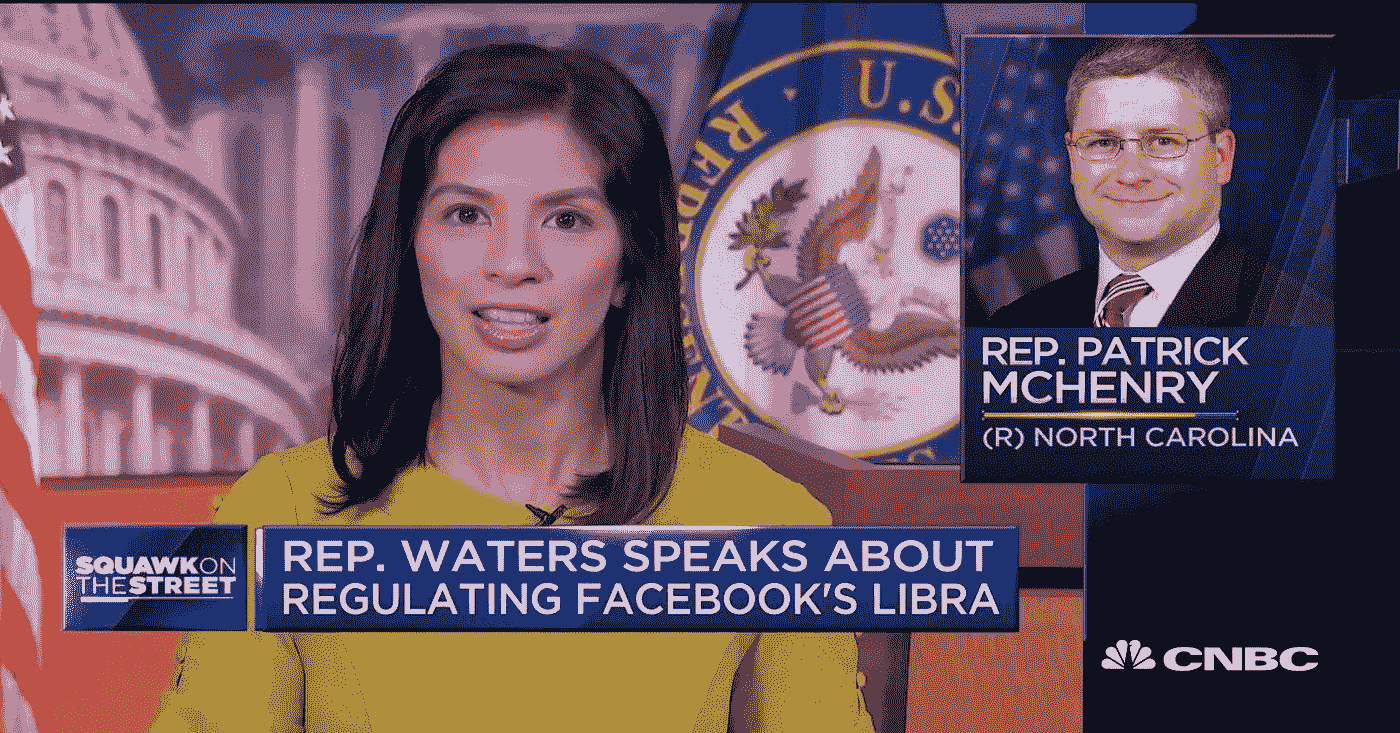 U.S.
REP. PATRICK
MCHENRY
(R) NORTH CAROLINA
SQUAWK ON
THE STREET
REP. WATERS SPEAKS ABOUT
REGULATING FACEBOOK'S LIBRA
CNBC